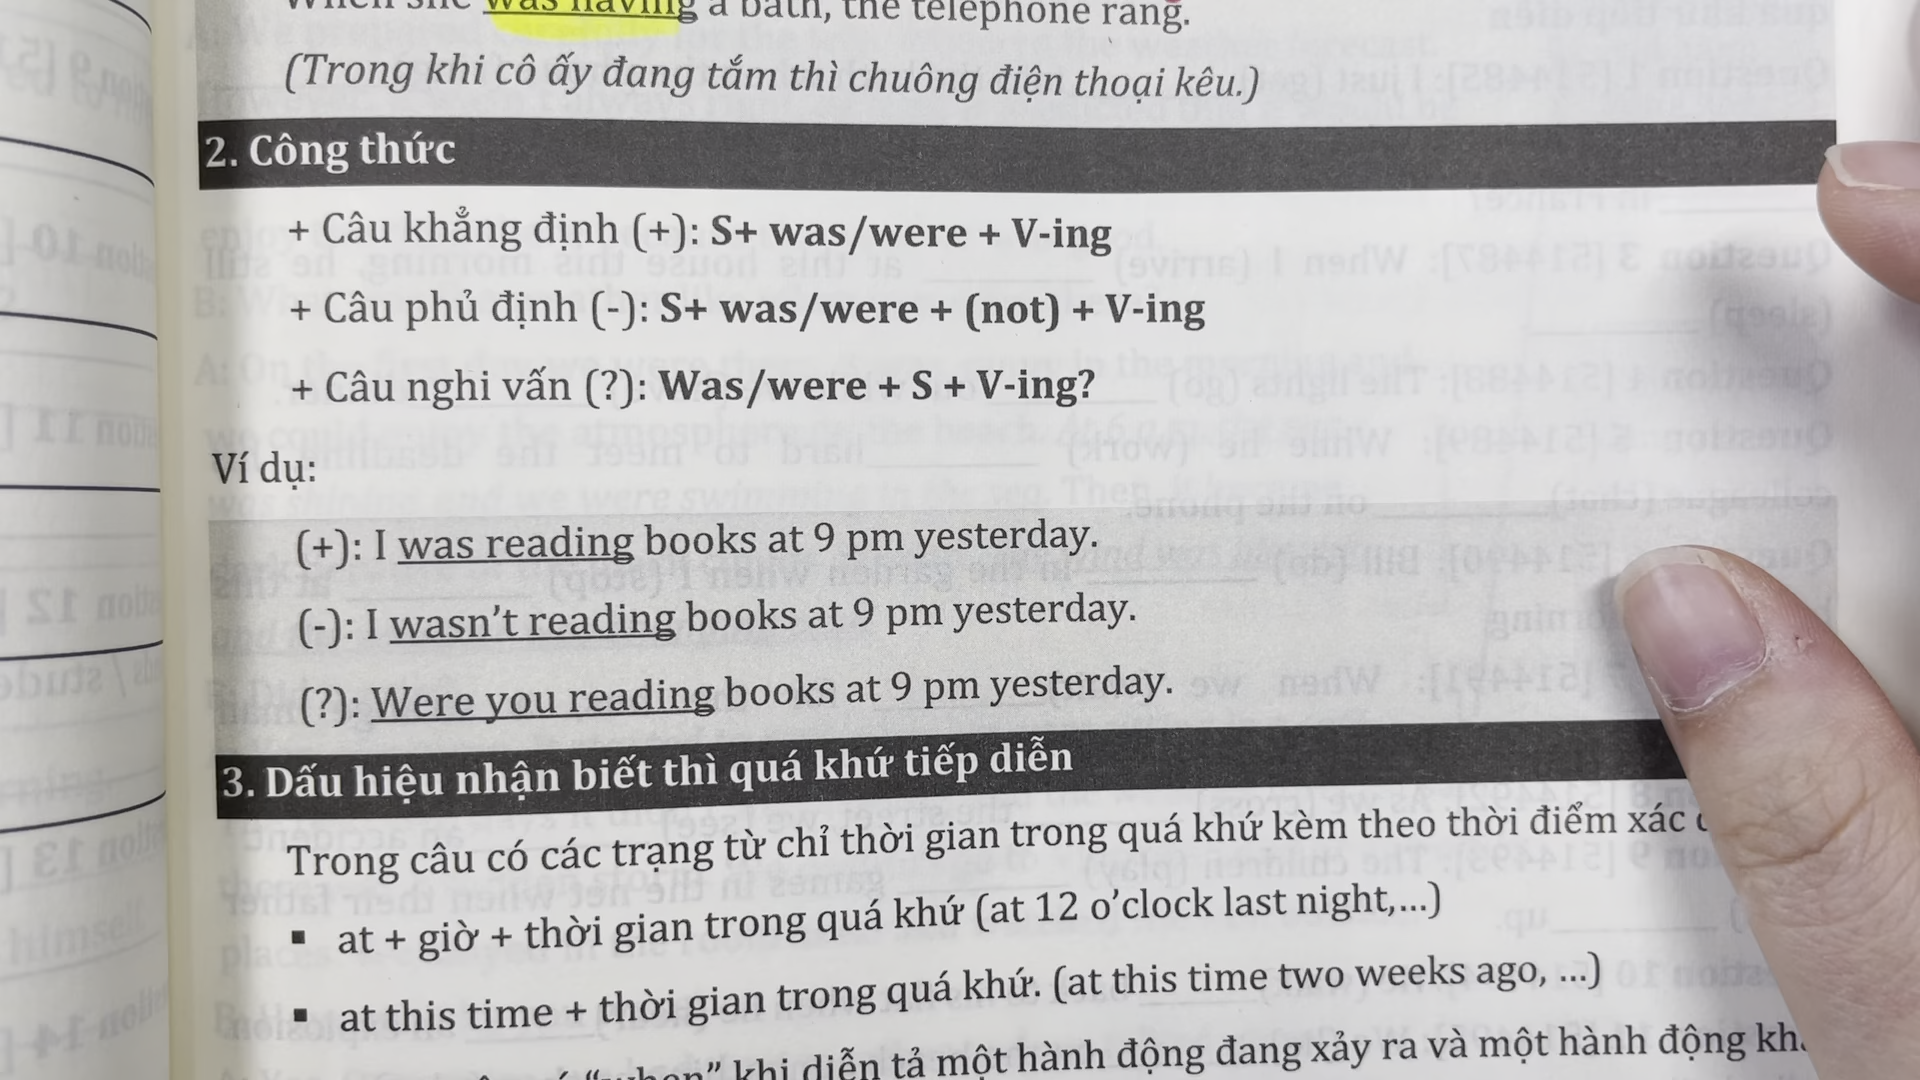 When she was having a bath, the telephone rang.
(Trong khi cô ấy đang tắm thì chuông điện thoại kêu.)
2. Công thức
+ Câu khẳng định (+): S+ was/were + V-ing
+ Câu phủ định (-): S+ was/were + (not) + V-ing
+ Câu nghi vấn (?): Was/were + S + V-ing?
Ví dụ:
(+): I was reading books at 9 pm yesterday.
(-): I wasn’t reading books at 9 pm yesterday.
(?): Were you reading books at 9 pm yesterday.
3. Dấu hiệu nhận biết thì quá khứ tiếp diễn
Trong câu có các trạng từ chỉ thời gian trong quá khứ kèm theo thời điểm xác
▪ at + giờ + thời gian trong quá khứ (at 12 o’clock last night,...)
▪ at this time + thời gian trong quá khứ. (at this time two weeks ago, ...)
“when” khi diễn tả một hành động đang xảy ra và một hành động